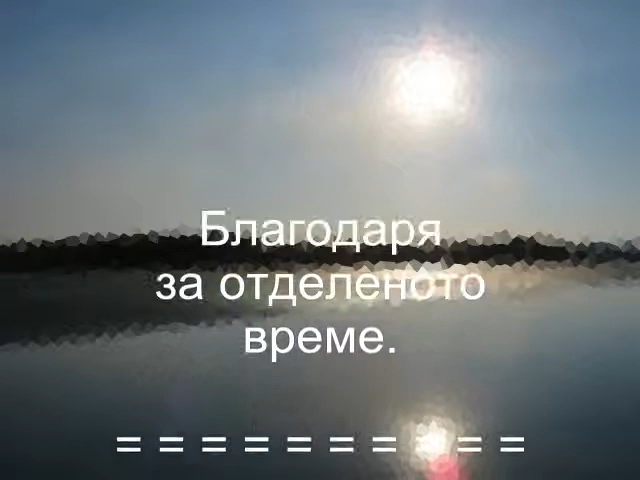 Благодаря
за отделеното
време.
= = = = = = = = = =